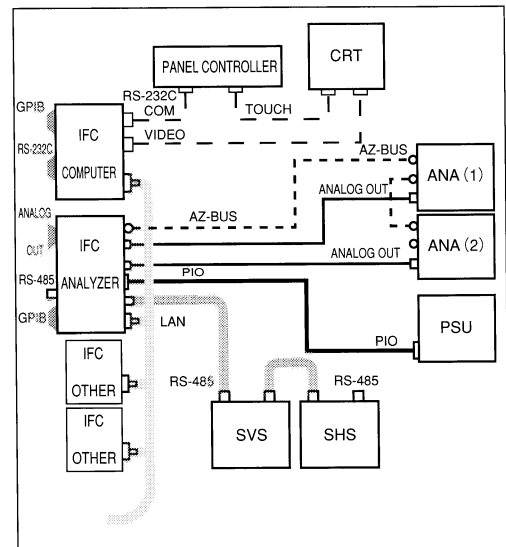 CRT
PANEL CONTROLLER
RS-232C
COM
TOUCH
VIDEO
GPIB
RS-232C
IFC
COMPUTER
AZ-BUS
ANA (1)
ANALOG OUT
AZ-BUS
ANALOG
OUT
IFC
ANALYZER
RS-485
GPIB
ANA (2)
ANALOG OUT
PIO
PSU
PIO
LAN
IFC
OTHER
IFC
OTHER
RS-485
RS-485
SVS
SHS